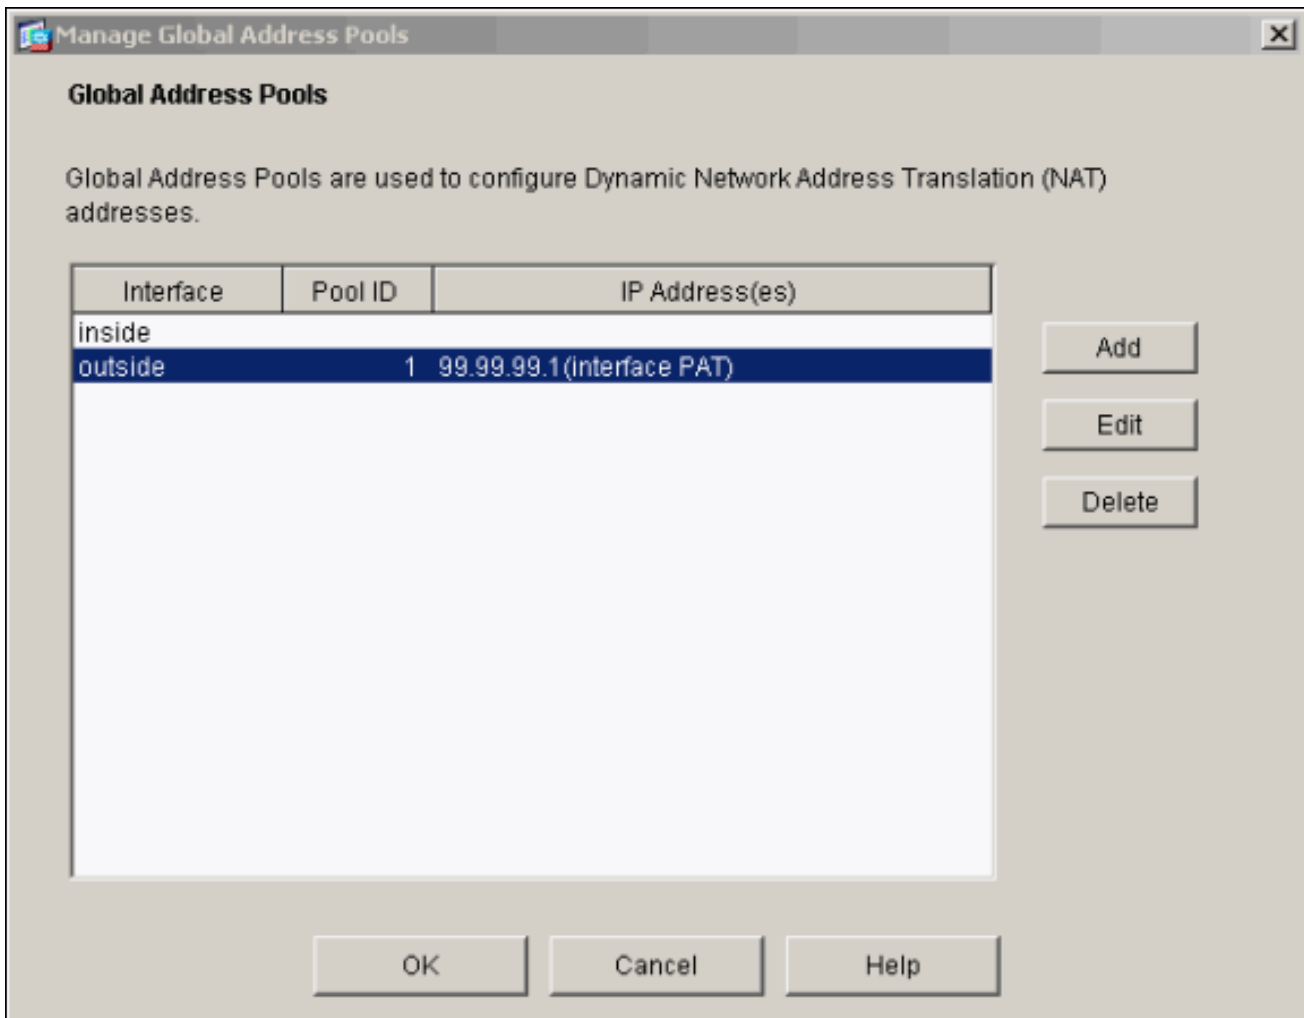 Manage Global Address Pools
Global Address Pools
Global Address Pools are used to configure Dynamic Network Address Translation (NAT)
addresses.
Interface Pool ID IP Address(es)
inside
outside 1 99.99.99.1(interface PAT)
Add
Edit
Delete
OK Cancel Help